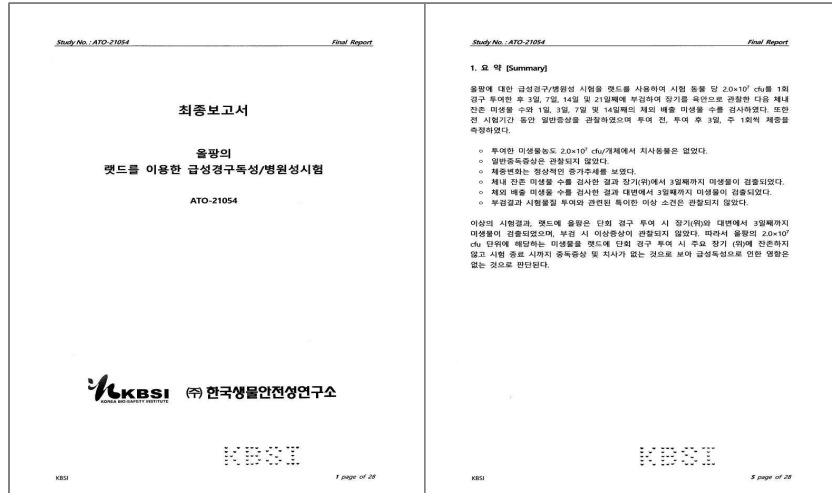 Study No. : ATO-21054
Final Report
최종보고서
올팡의
랫드를 이용한 급성경구독성/병원성시험
ATO-21054
KBSI
KOREA BIO-SAFETY INSTITUTE
㈜ 한국생물안전성연구소
KBSI
KBSI
1 page of 28
Study No. : ATO-21054
Final Report
1. 요 약 [Summary]
올팡에 대한 급성경구/병원성 시험을 랫드를 사용하여 시험 동물 당 2.0×10⁷ cfu를 1회
경구 투여한 후 3일, 7일, 14일 및 21일째에 부검하여 장기를 육안으로 관찰한 다음 체내
잔존 미생물 수와 1일, 3일, 7일 및 14일째의 체외 배출 미생물 수를 검사하였다. 또한
전 시험기간 동안 일반증상을 관찰하였으며 투여 전, 투여 후 3일, 주 1회씩 체중을
측정하였다.
○ 투여한 미생물농도 2.0×10⁷ cfu/개체에서 치사동물은 없었다.
○ 일반중독증상은 관찰되지 않았다.
○ 체중변화는 정상적인 증가추세를 보였다.
○ 체내 잔존 미생물 수를 검사한 결과 장기(위)에서 3일째까지 미생물이 검출되었다.
○ 체외 배출 미생물 수를 검사한 결과 대변에서 3일째까지 미생물이 검출되었다.
○ 부검결과 시험물질 투여와 관련된 특이한 이상 소견은 관찰되지 않았다.
이상의 시험결과, 랫드에 올팡은 단회 경구 투여 시 장기(위)와 대변에서 3일째까지
미생물이 검출되었으며, 부검 시 이상증상이 관찰되지 않았다. 따라서 올팡의 2.0×10⁷
cfu 단위에 해당하는 미생물을 랫드에 단회 경구 투여 시 주요 장기 (위)에 잔존하지
않고 시험 종료 시까지 중독증상 및 치사가 없는 것으로 보아 급성독성으로 인한 영향은
없는 것으로 판단된다.
KBSI
KBSI
5 page of 28